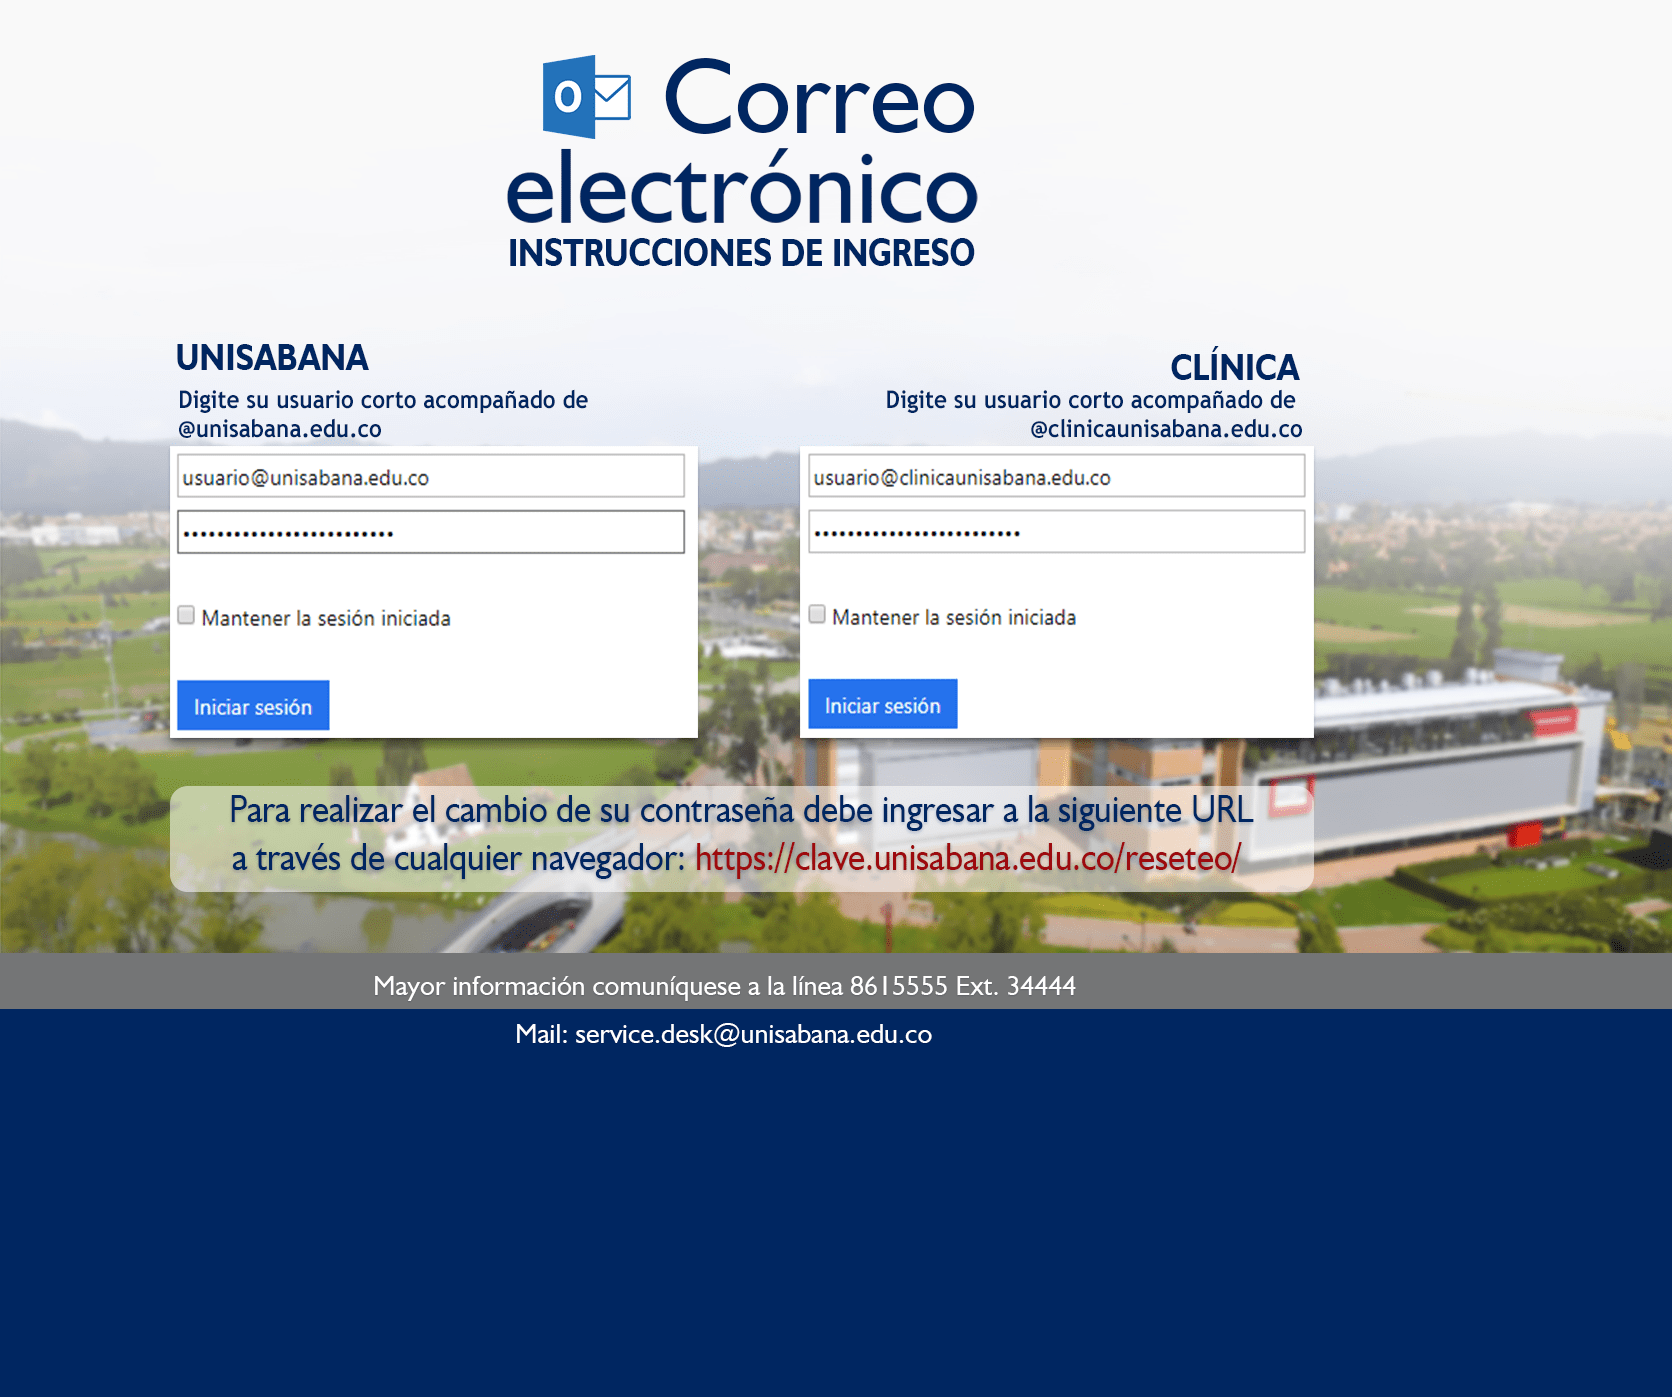 Correo
electrónico
INSTRUCCIONES DE INGRESO
UNISABANA
Digite su usuario corto acompañado de
@unisabana.edu.co
usuario@unisabana.edu.co
Mantener la sesión iniciada
Iniciar sesión
CLÍNICA
Digite su usuario corto acompañado de
@clinicaunisabana.edu.co
usuario@clinicaunisabana.edu.co
Mantener la sesión iniciada
Iniciar sesión
Para realizar el cambio de su contraseña debe ingresar a la siguiente URL
a través de cualquier navegador: https://clave.unisabana.edu.co/reseteo/
Mayor información comuníquese a la línea 8615555 Ext. 34444
Mail: service.desk@unisabana.edu.co